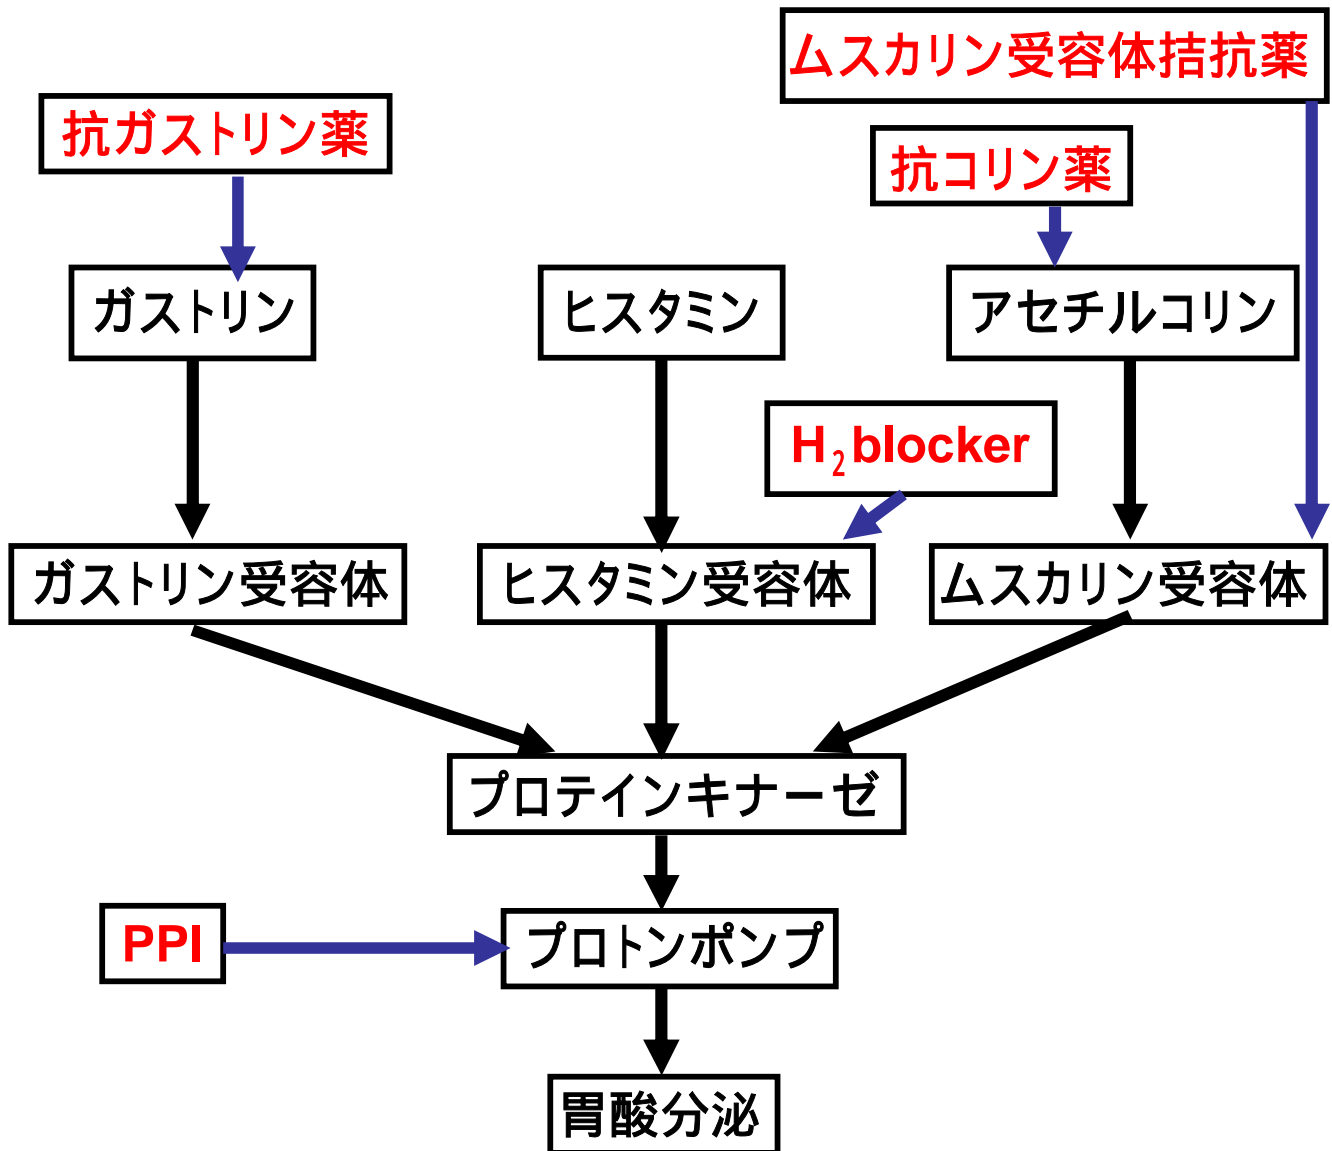 ムスカリン受容体拮抗薬
抗ガストリン薬
抗コリン薬
ガストリン
ヒスタミン
アセチルコリン
H₂blocker
ガストリン受容体
ヒスタミン受容体
ムスカリン受容体
プロテインキナーゼ
PPI
プロトンポンプ
胃酸分泌